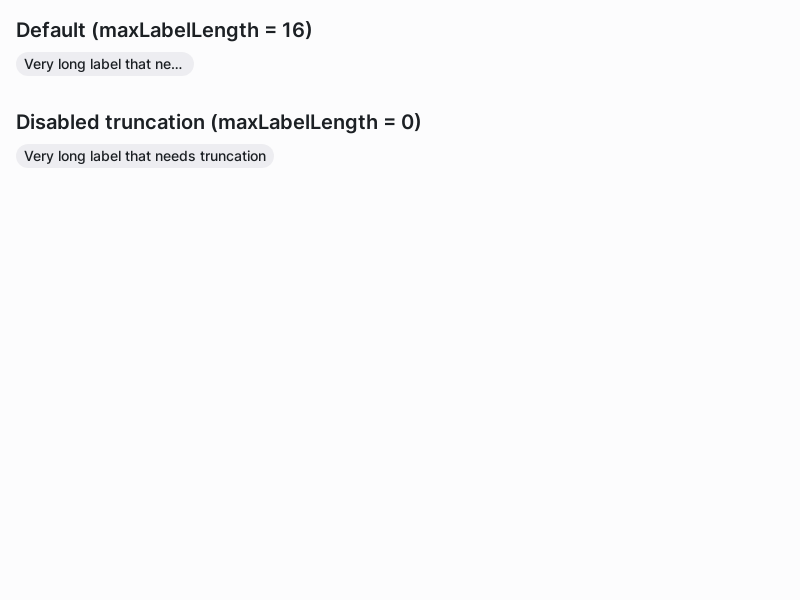 Default (maxLabelLength = 16)
Very long label that ne...
Disabled truncation (maxLabelLength = 0)
Very long label that needs truncation